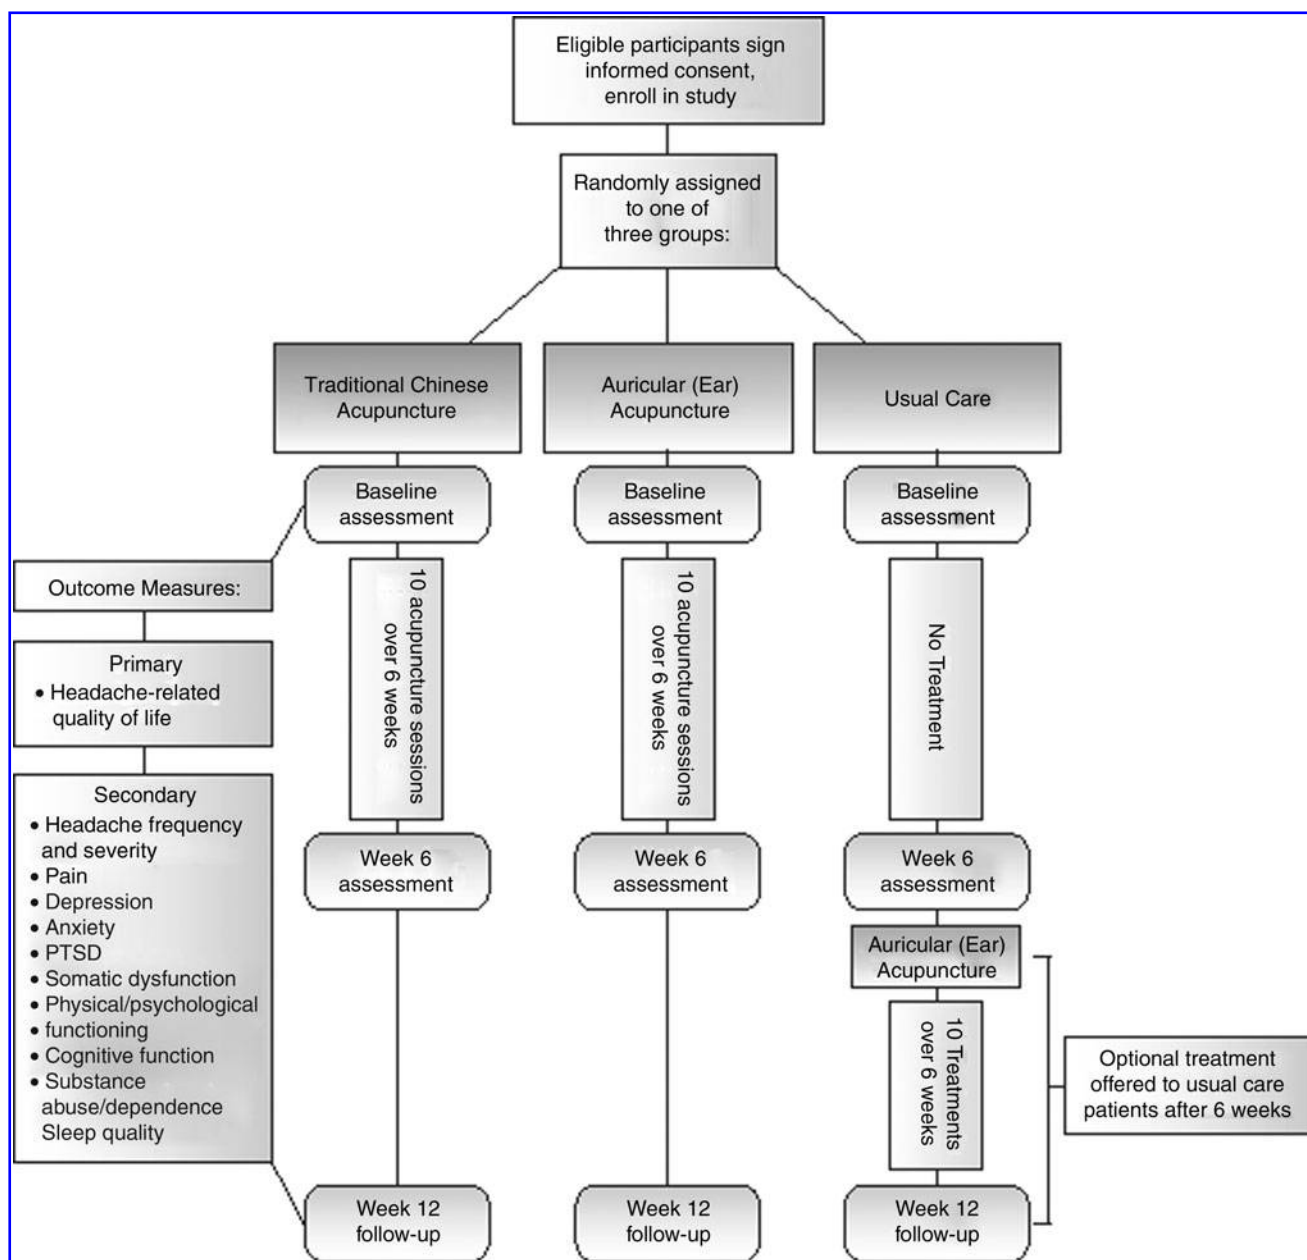 Eligible participants sign
informed consent,
enroll in study
Randomly assigned
to one of
three groups:
Traditional Chinese
Acupuncture
Auricular (Ear)
Acupuncture
Usual Care
Baseline
assessment
Baseline
assessment
Baseline
assessment
Outcome Measures:
Primary
• Headache-related
quality of life
Secondary
• Headache frequency
and severity
• Pain
• Depression
• Anxiety
• PTSD
• Somatic dysfunction
• Physical/psychological
• functioning
• Cognitive function
• Substance
abuse/dependence
Sleep quality
10 acupuncture sessions
over 6 weeks
10 acupuncture sessions
over 6 weeks
No Treatment
Week 6
assessment
Week 6
assessment
Week 6
assessment
Auricular (Ear)
Acupuncture
10 Treatments
over 6 weeks
Optional treatment
offered to usual care
patients after 6 weeks
Week 12
follow-up
Week 12
follow-up
Week 12
follow-up